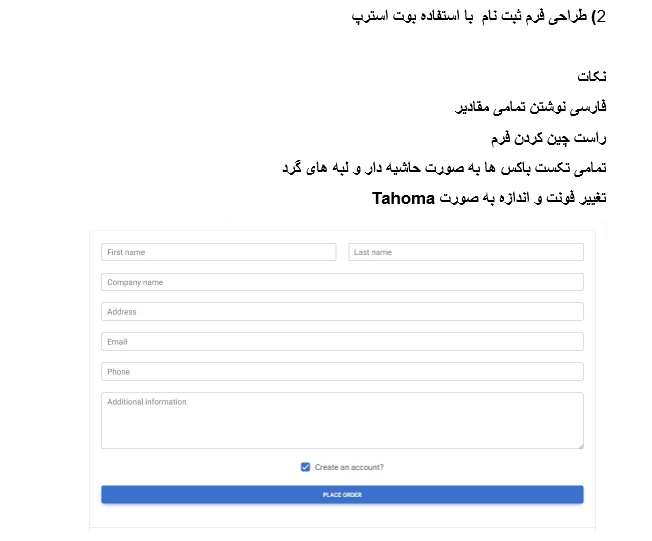 2) طراحی فرم ثبت نام با استفاده بوت استرپ
نکات
فارسی نوشتن تمامی مقادیر
راست چین کردن فرم
تمامی تکست باکس ها به صورت حاشیه دار و لبه های گرد
تغییر فونت و اندازه به صورت Tahoma
First name
Last name
Company name
Address
Email
Phone
Additional information
Create an account?
PLACE ORDER